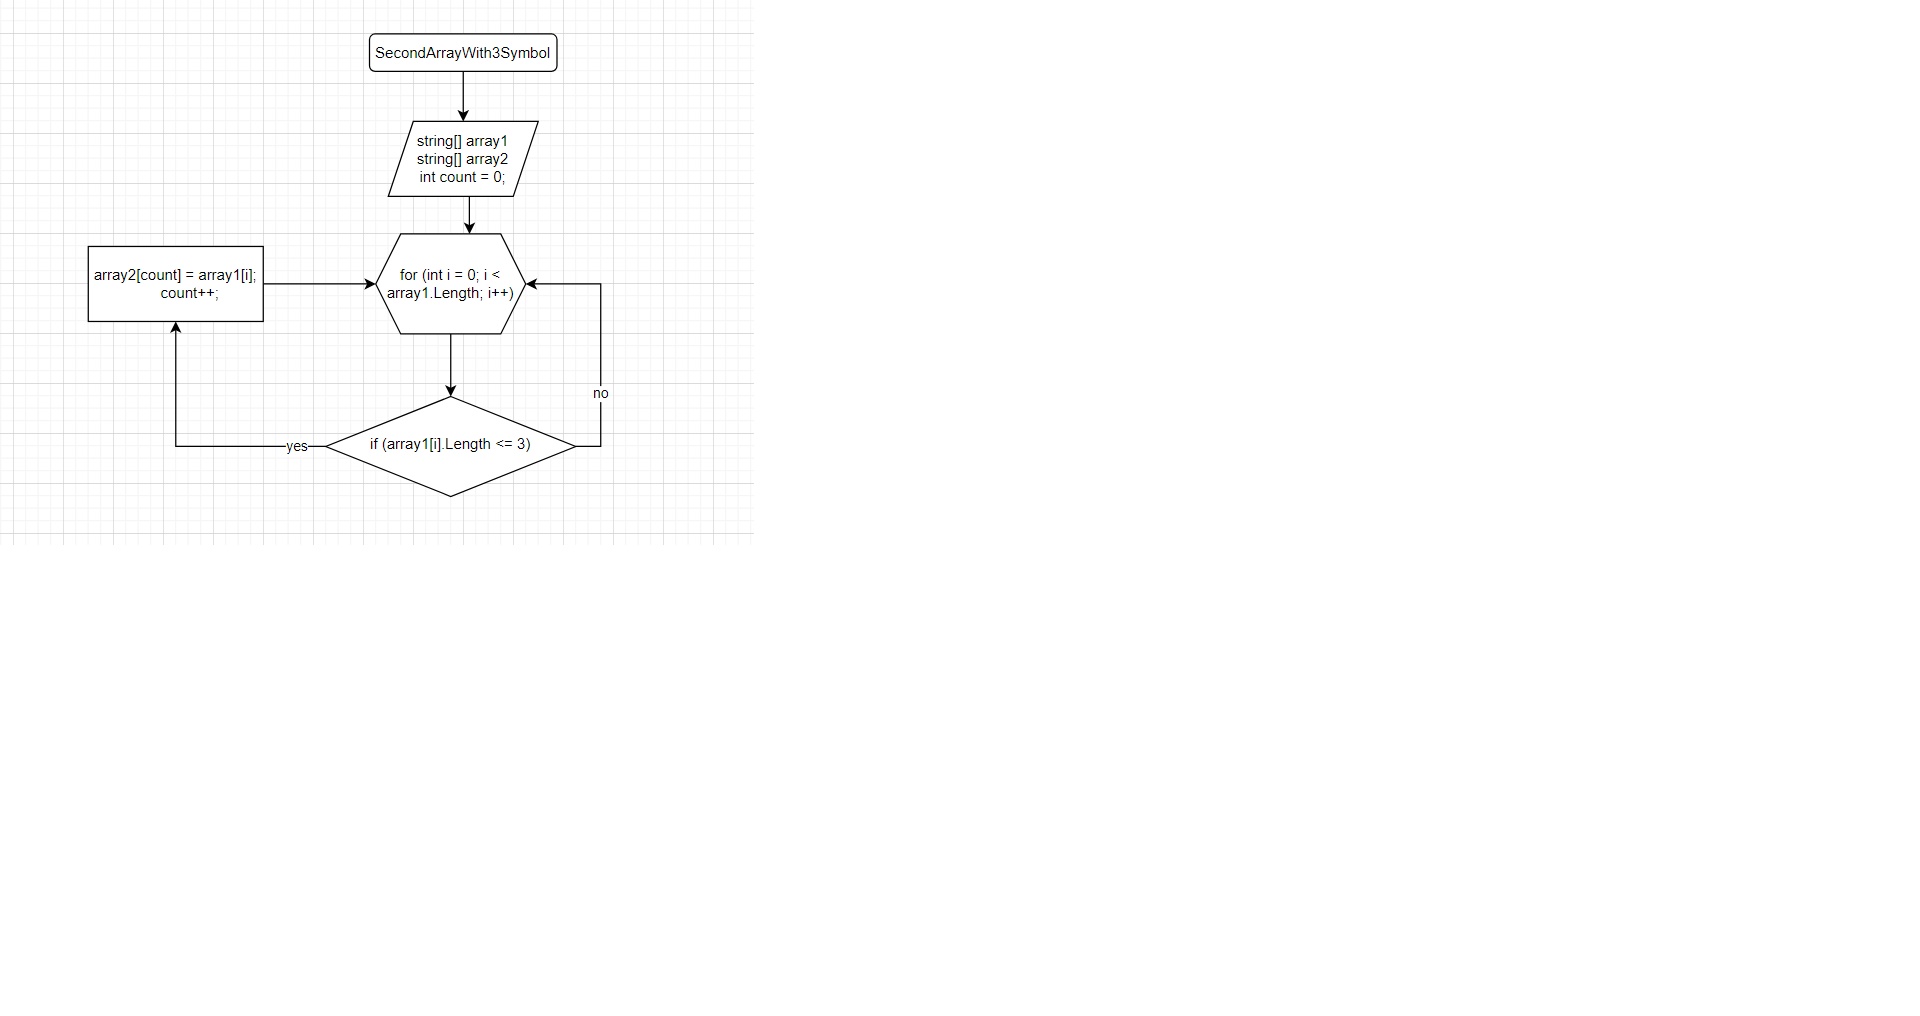 SecondArrayWith3Symbol
string[] array1
string[] array2
int count = 0;
array2[count] = array1[i];
count++;
for (int i = 0; i <
array1.Length; i++)
no
if (array1[i].Length <= 3)
yes